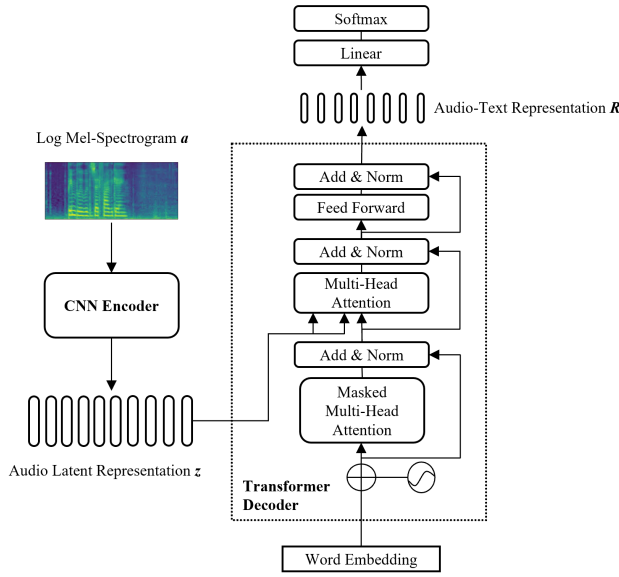 Softmax
Linear
Audio-Text Representation R
Log Mel-Spectrogram a
Add & Norm
Feed Forward
Add & Norm
Multi-Head
Attention
CNN Encoder
Add & Norm
Masked
Multi-Head
Attention
Audio Latent Representation z
Transformer
Decoder
Word Embedding